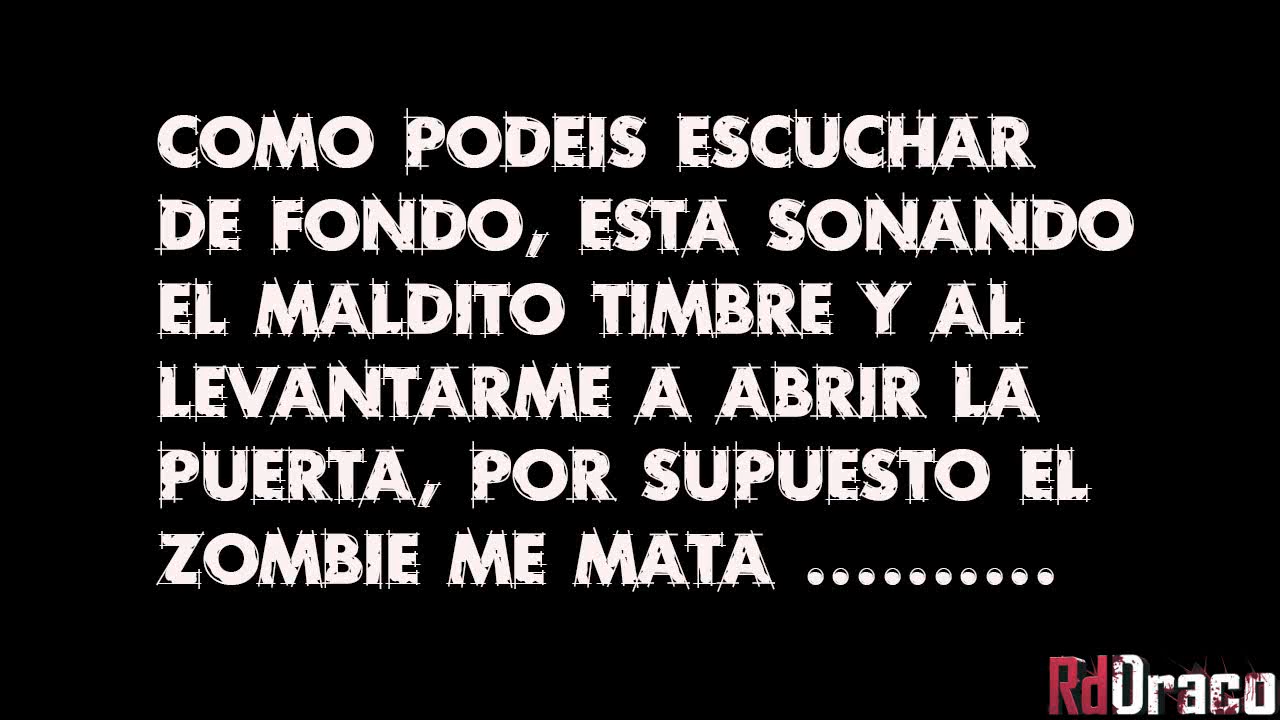 COMO PODEIS ESCUCHAR
DE FONDO, ESTA SONANDO
EL MALDITO TIMBRE Y AL
LEVANTARME A ABRIR LA
PUERTA, POR SUPUESTO EL
ZOMBIE ME MATA ..........
RdDraco